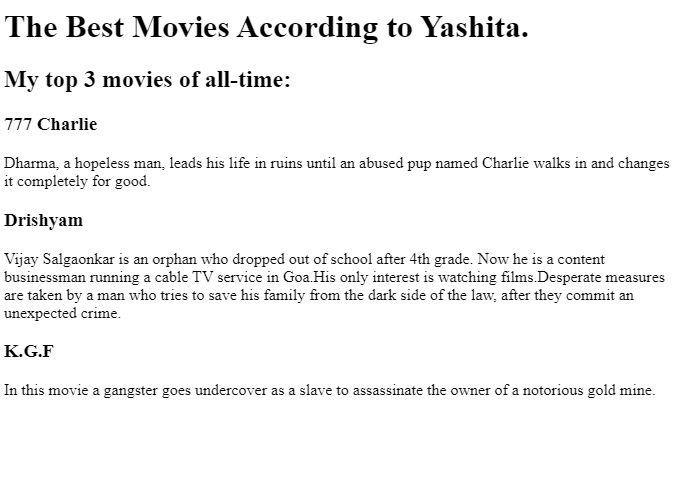 The Best Movies According to Yashita.
My top 3 movies of all-time:
777 Charlie
Dharma, a hopeless man, leads his life in ruins until an abused pup named Charlie walks in and changes
it completely for good.
Drishyam
Vijay Salgaonkar is an orphan who dropped out of school after 4th grade. Now he is a content
businessman running a cable TV service in Goa.His only interest is watching films.Desperate measures
are taken by a man who tries to save his family from the dark side of the law, after they commit an
unexpected crime.
K.G.F
In this movie a gangster goes undercover as a slave to assassinate the owner of a notorious gold mine.